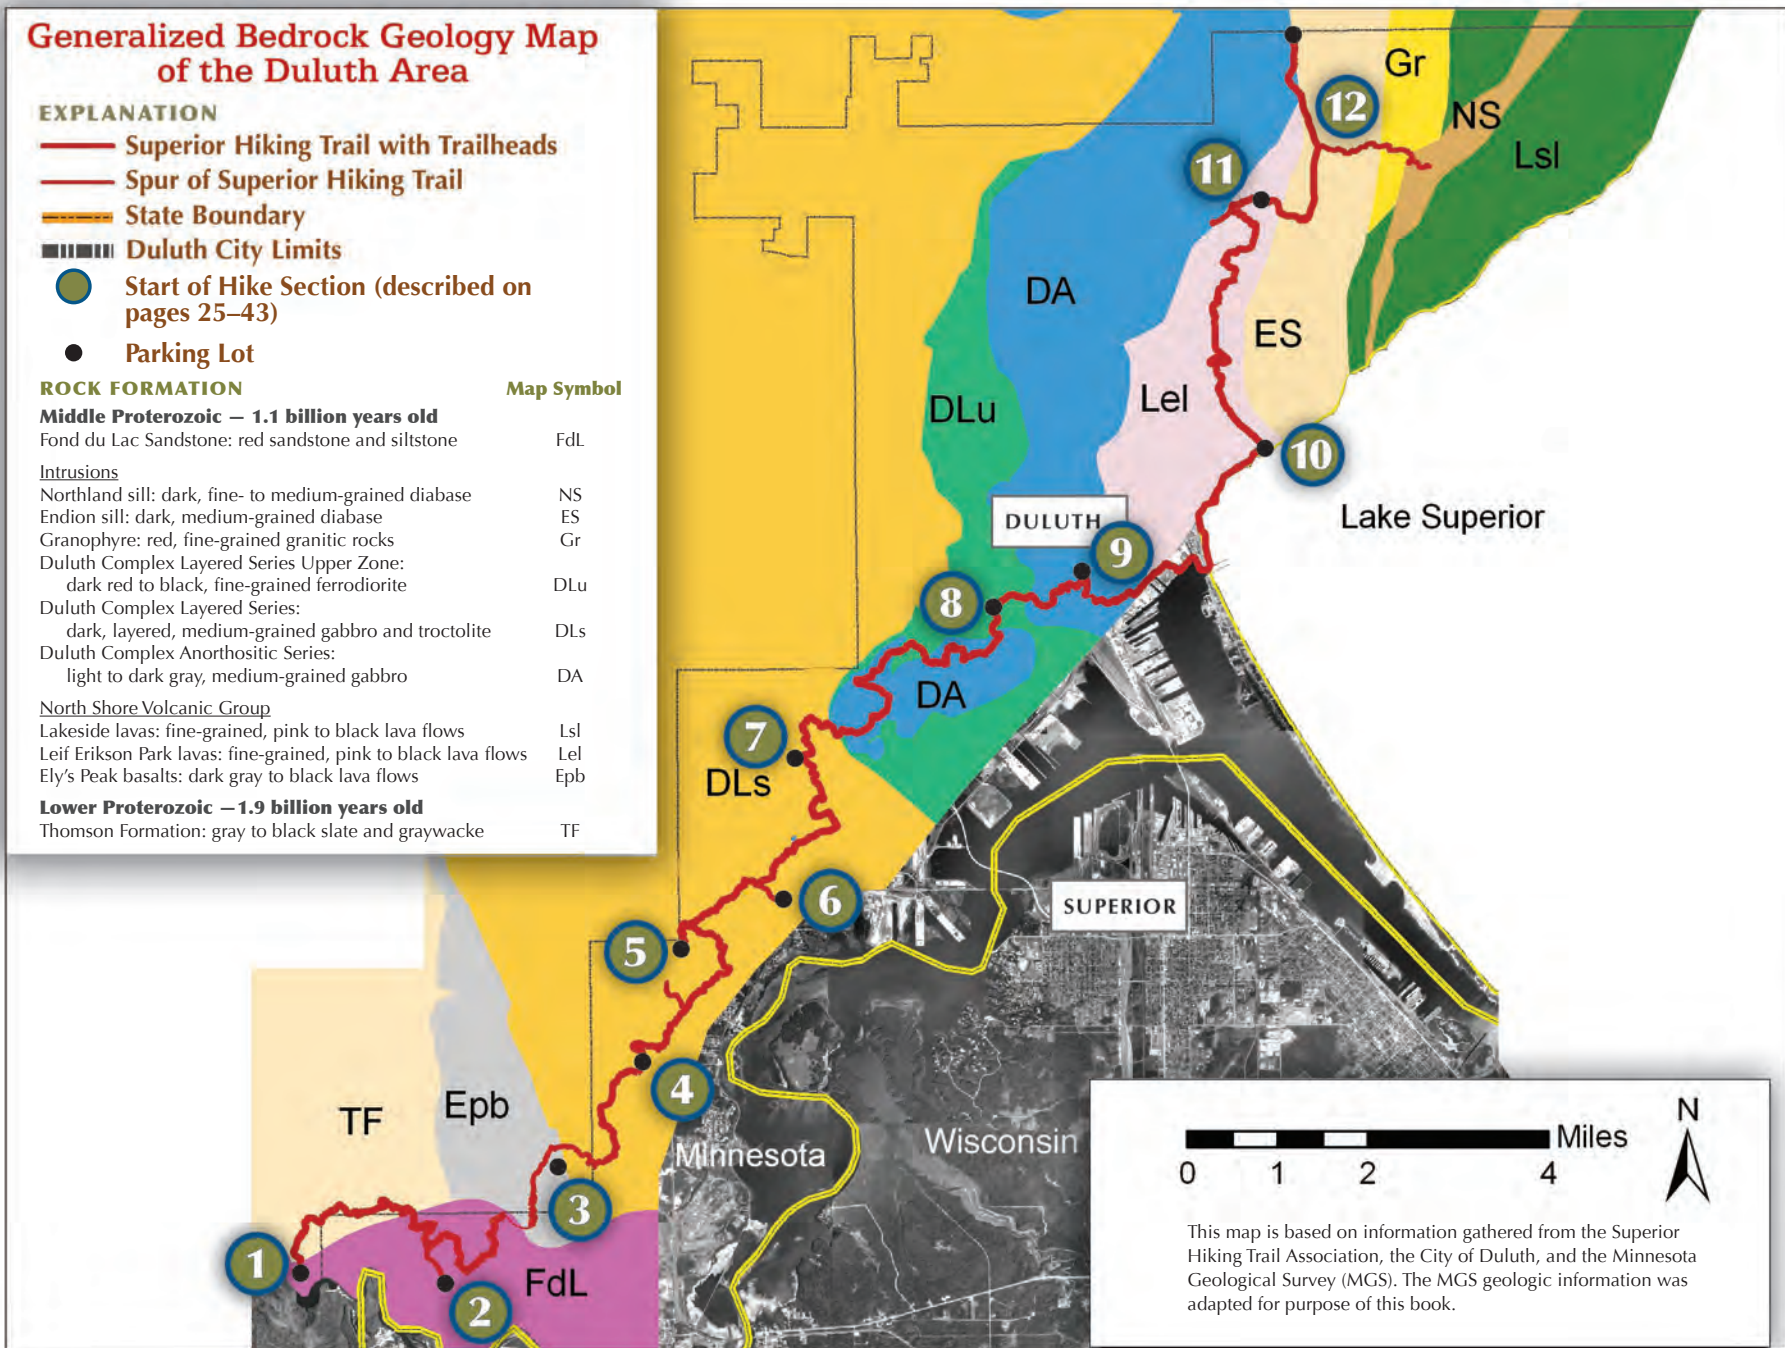 Generalized Bedrock Geology Map
of the Duluth Area
EXPLANATION
Superior Hiking Trail with Trailheads
Spur of Superior Hiking Trail
State Boundary
Duluth City Limits
Start of Hike Section (described on
pages 25–43)
Parking Lot
ROCK FORMATION Map Symbol
Middle Proterozoic — 1.1 billion years old
Fond du Lac Sandstone: red sandstone and siltstone FdL
Intrusions
Northland sill: dark, fine- to medium-grained diabase NS
Endion sill: dark, medium-grained diabase ES
Granophyre: red, fine-grained granitic rocks Gr
Duluth Complex Layered Series Upper Zone:
dark red to black, fine-grained ferrodiorite DLu
Duluth Complex Layered Series:
dark, layered, medium-grained gabbro and troctolite DLs
Duluth Complex Anorthositic Series:
light to dark gray, medium-grained gabbro DA
North Shore Volcanic Group
Lakeside lavas: fine-grained, pink to black lava flows Lsl
Leif Erikson Park lavas: fine-grained, pink to black lava flows Lel
Ely's Peak basalts: dark gray to black lava flows Epb
Lower Proterozoic —1.9 billion years old
Thomson Formation: gray to black slate and graywacke TF
Gr
12
NS
Lsl
11
DA
ES
Lel
DLu
10
Lake Superior
DULUTH
9
8
DA
7
DLs
6
SUPERIOR
5
4
Epb
TF
Minnesota
Wisconsin
3
1
FdL
2
N
Miles
0 1 2 4
This map is based on information gathered from the Superior
Hiking Trail Association, the City of Duluth, and the Minnesota
Geological Survey (MGS). The MGS geologic information was
adapted for purpose of this book.